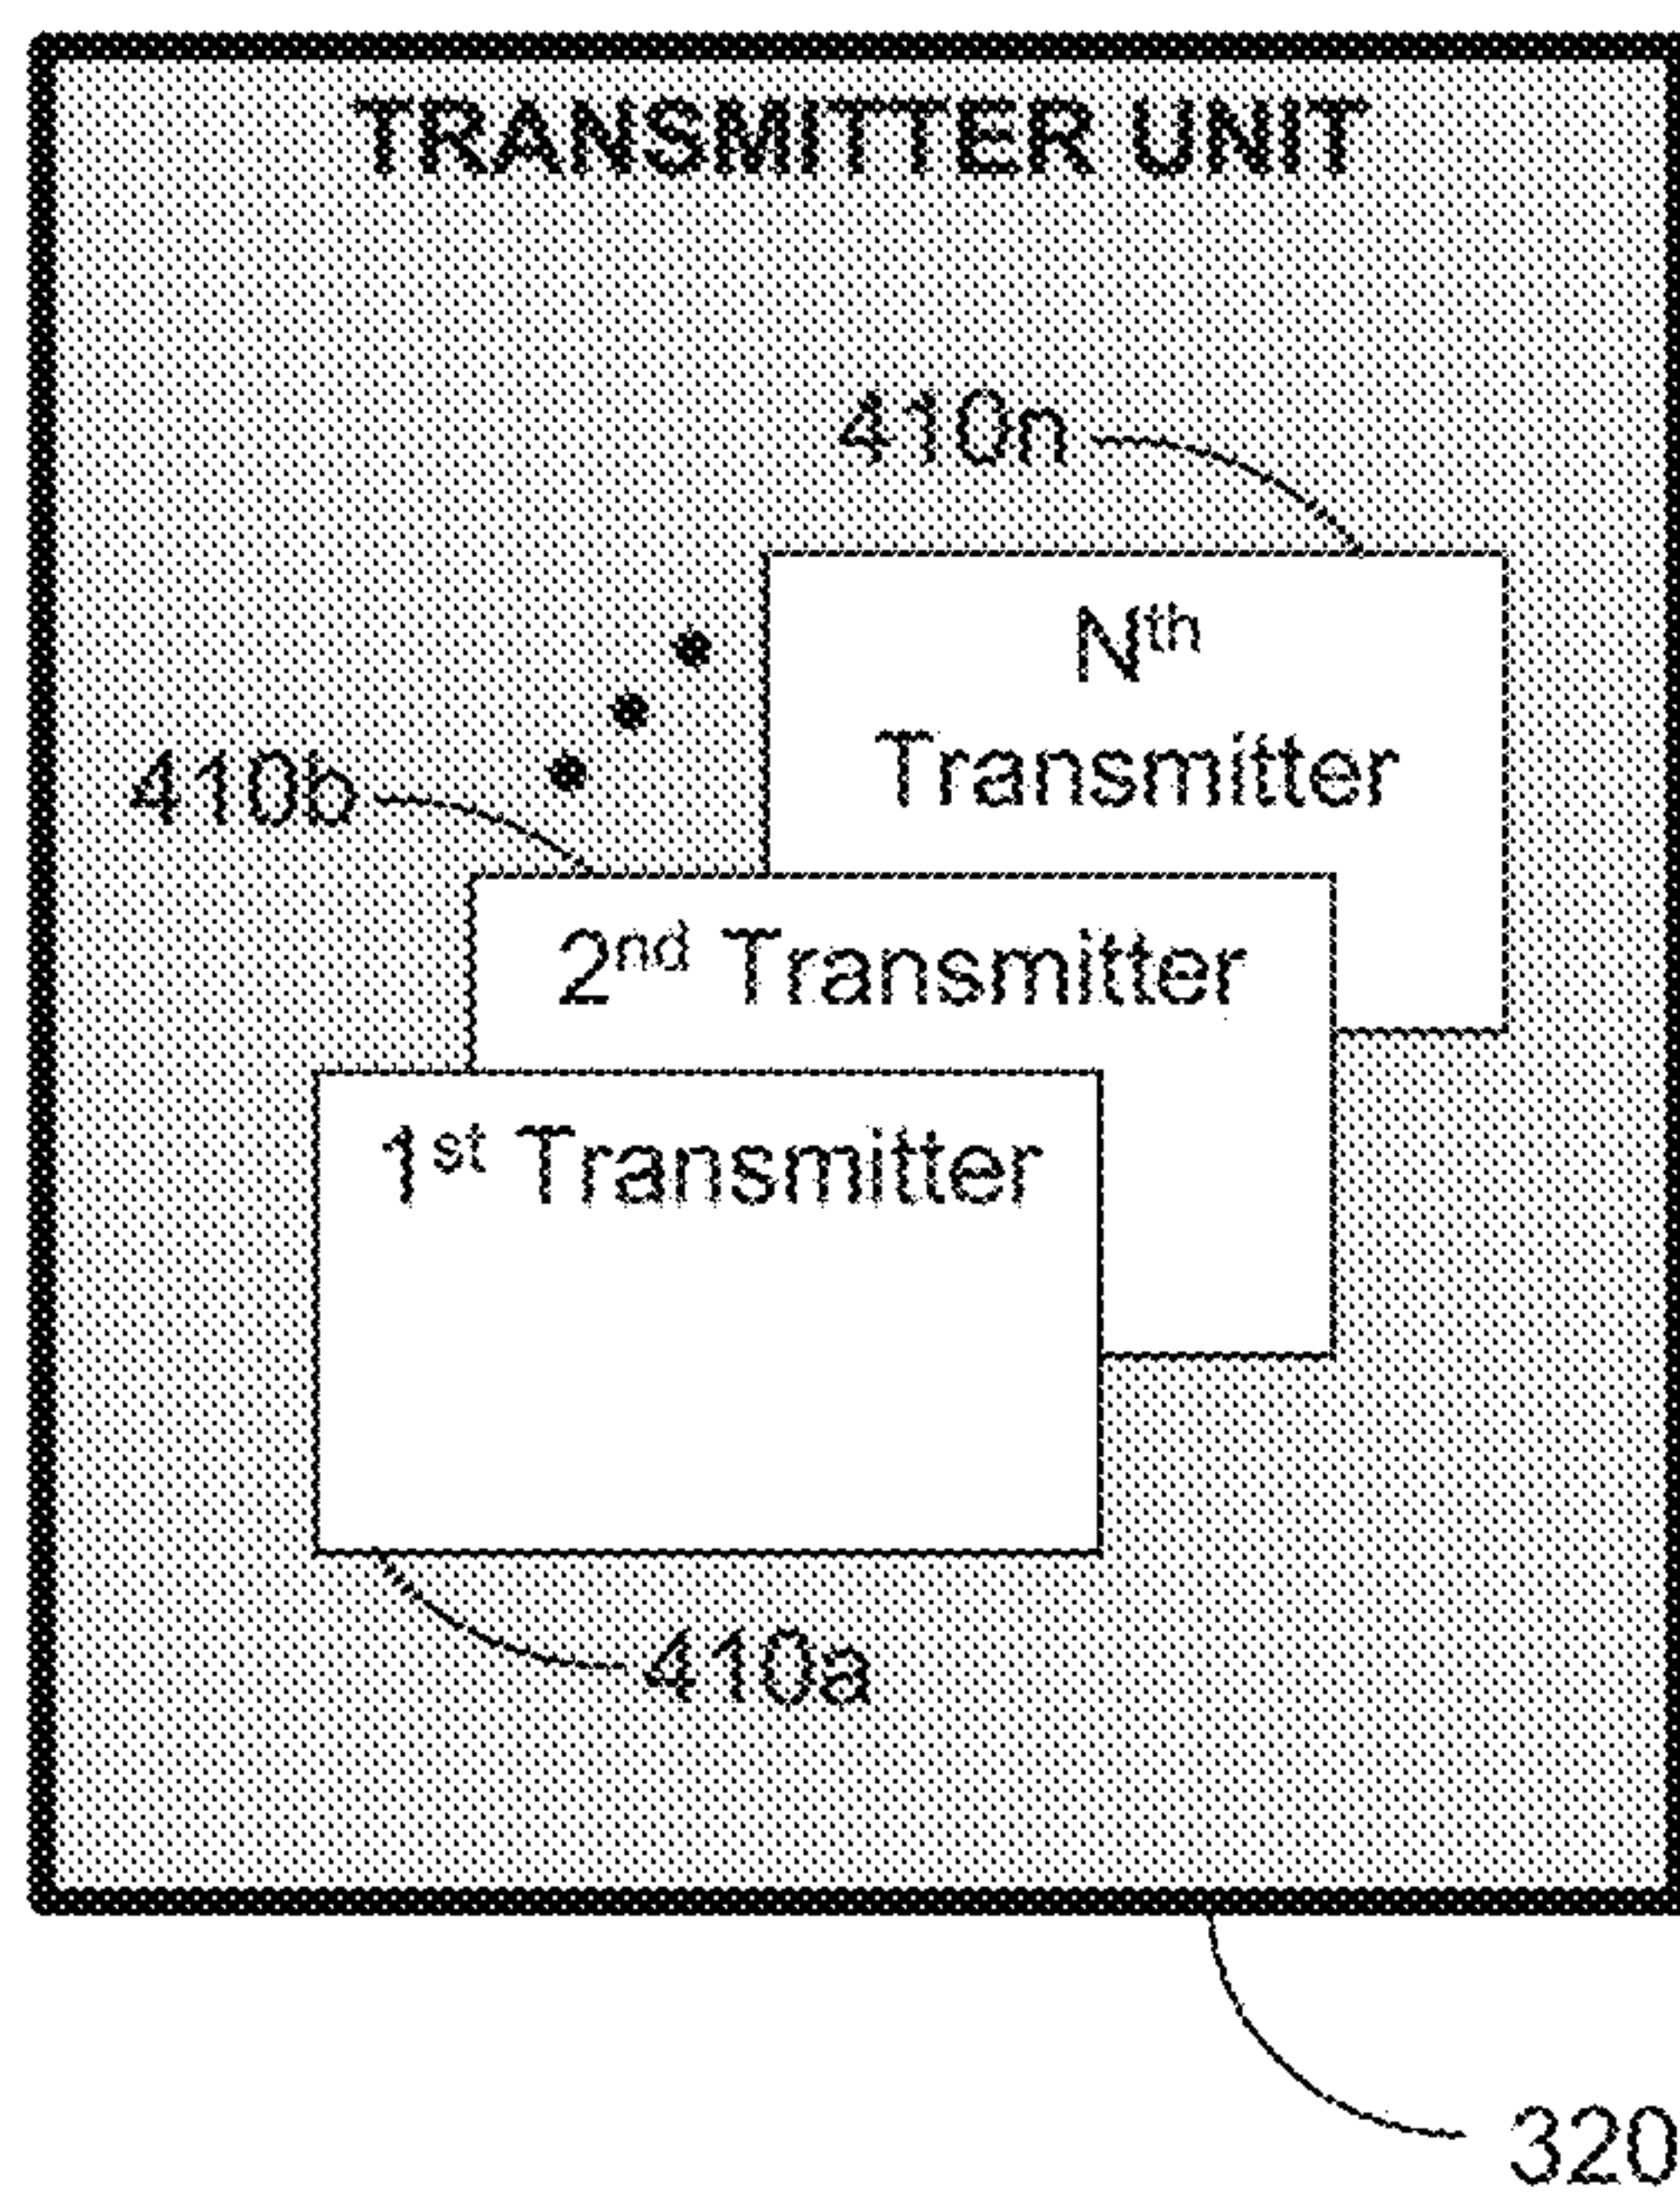 TRANSMITTER UNIT
410n
Nth
Transmitter
410b
2nd Transmitter
1st Transmitter
410a
320